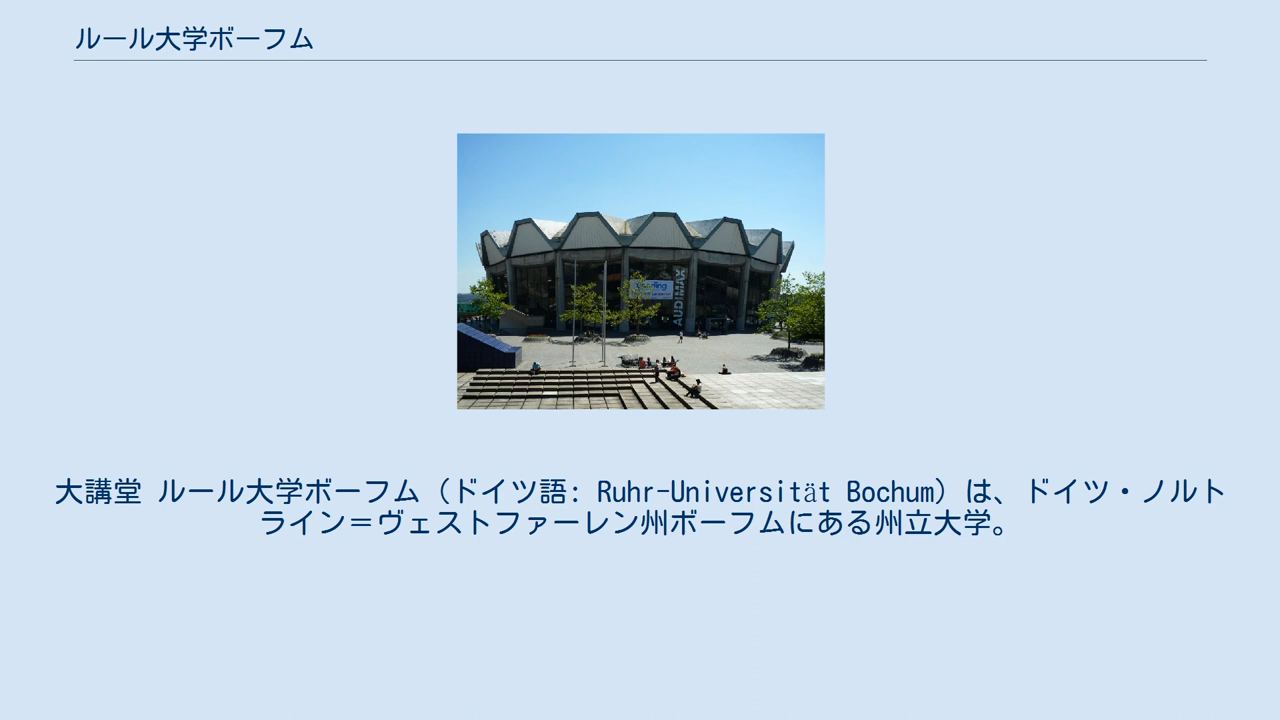 ルール大学ボーフム
AUDIMAX
大講堂 ルール大学ボーフム（ドイツ語: Ruhr-Universität Bochum）は、ドイツ・ノルト
ライン＝ヴェストファーレン州ボーフムにある州立大学。